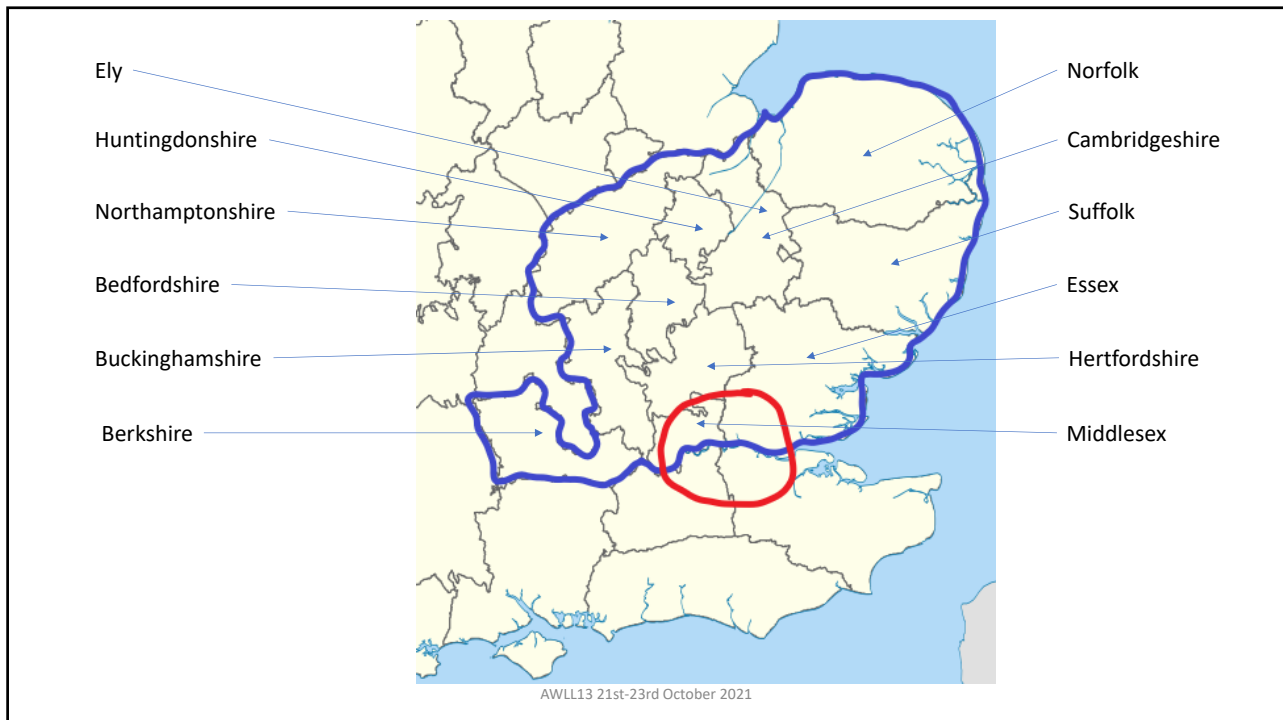 Ely
Huntingdonshire
Northamptonshire
Bedfordshire
Buckinghamshire
Berkshire
Norfolk
Cambridgeshire
Suffolk
Essex
Hertfordshire
Middlesex
AWLL13 21st-23rd October 2021